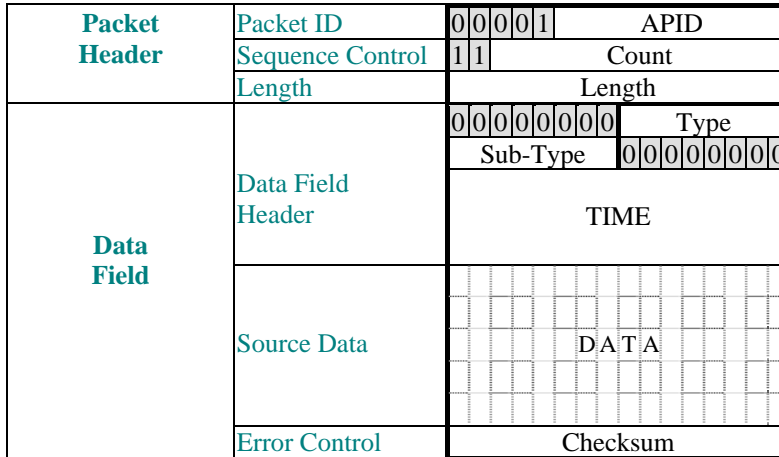 Packet Header Packet ID 0 0 0 0 1 APID
Sequence Control 1 1 Count
Length Length
0 0 0 0 0 0 0 0 Type
Sub-Type 0 0 0 0 0 0 0 0
Data Field Data Field Header TIME
Source Data D A T A
Error Control Checksum